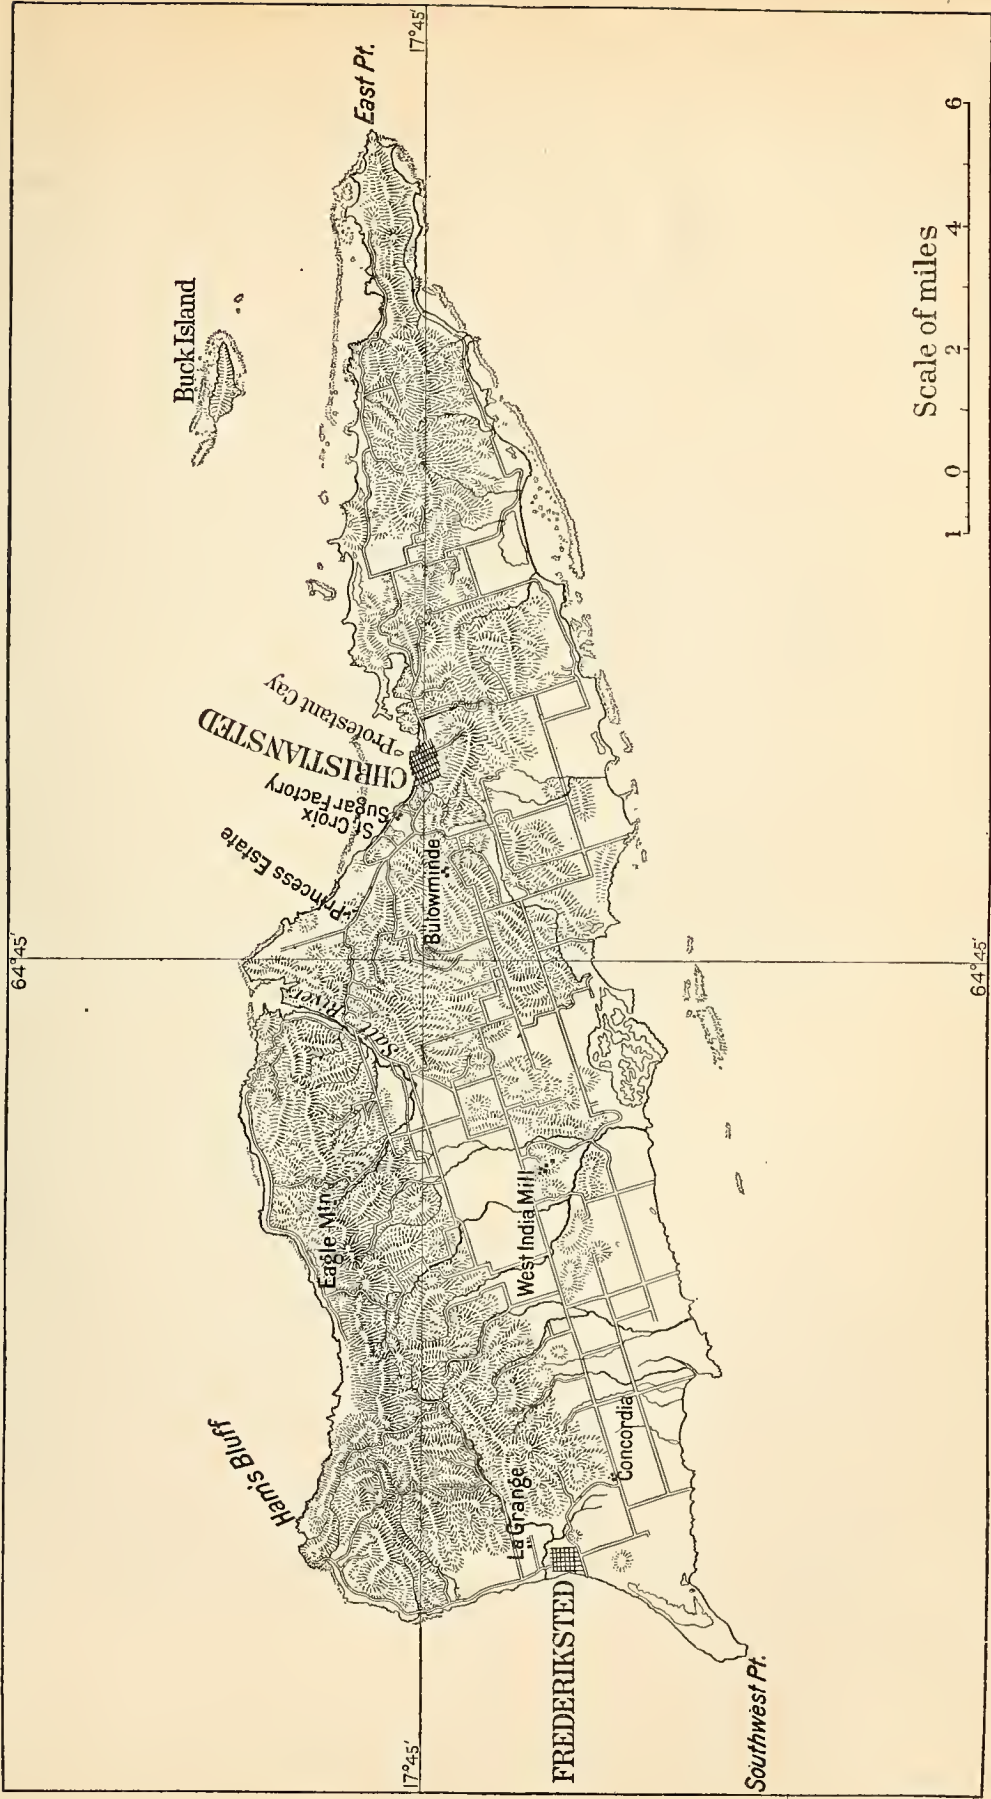 64°45'
17°45'
17°45'
64°45'
Buck Island
East Pt.
Protestant Cay
CHRISTIANSTED
St. Croix
Sugar Factory
Princess Estate
Bulowminde
Salt River
Eagle Mtn.
West India Mill
Ham's Bluff
La Grange
Concordia
FREDERIKSTED
Southwest Pt.
Scale of miles
1 0 2 4 6